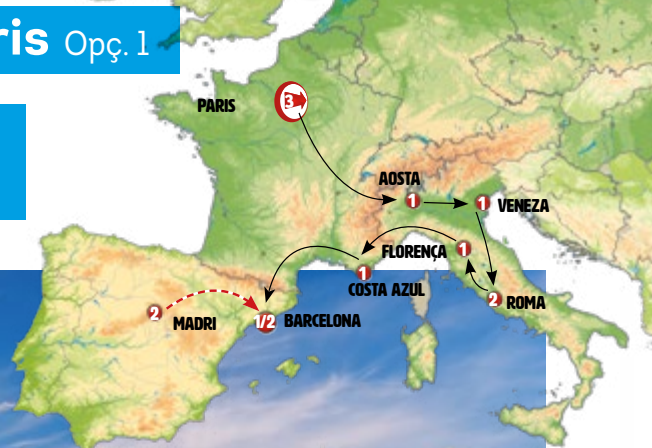 ris Opç. 1
PARIS
3
AOSTA
1
1
VENEZA
FLORENÇA
1
1
COSTA AZUL
2
ROMA
2
MADRI
1/2
BARCELONA